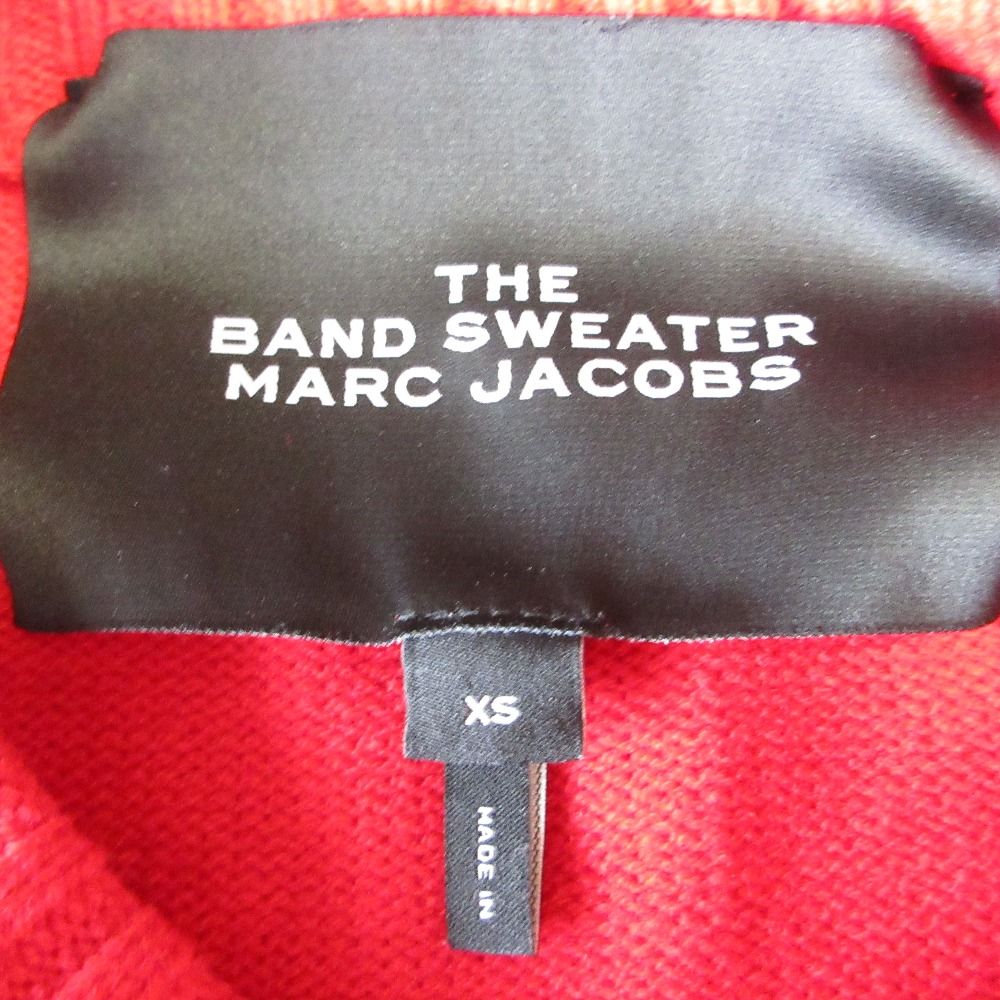 THE
BAND SWEATER
MARC JACOBS
XS
MADE IN